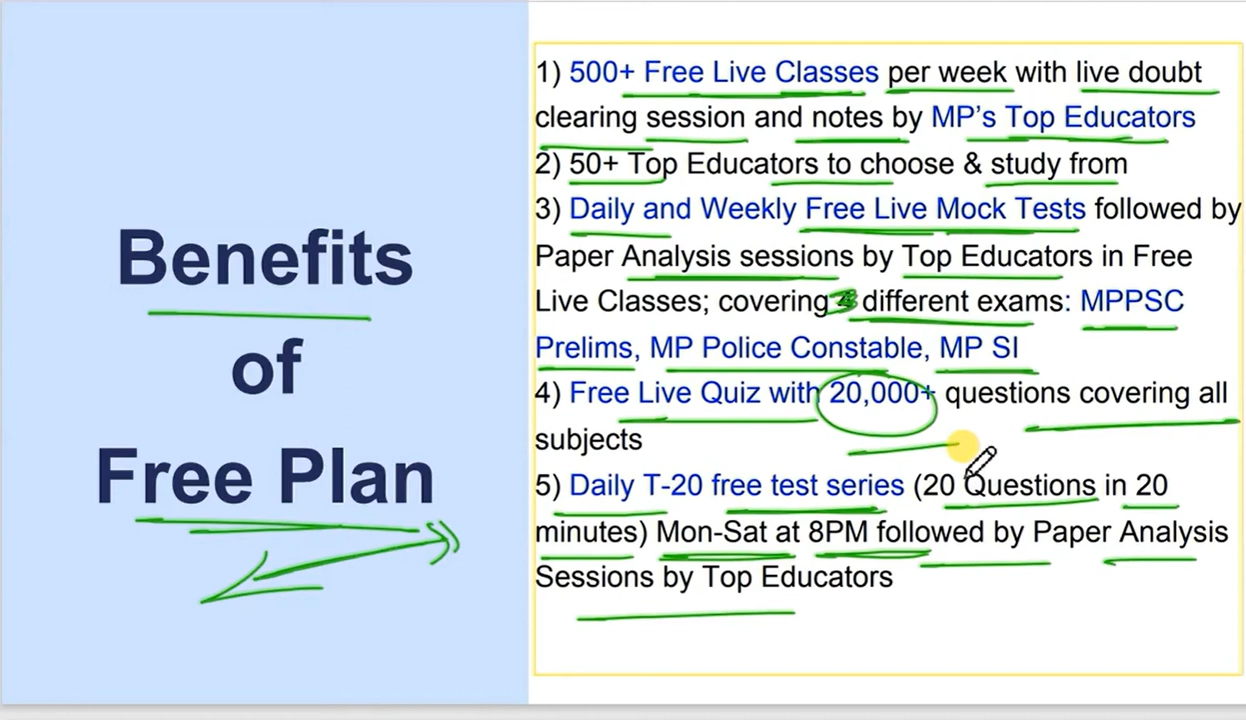 Benefits
of
Free Plan
1) 500+ Free Live Classes per week with live doubt
clearing session and notes by MP's Top Educators
2) 50+ Top Educators to choose & study from
3) Daily and Weekly Free Live Mock Tests followed by
Paper Analysis sessions by Top Educators in Free
Live Classes; covering 3 different exams: MPPSC
Prelims, MP Police Constable, MP SI
4) Free Live Quiz with 20,000+ questions covering all
subjects
5) Daily T-20 free test series (20 Questions in 20
minutes) Mon-Sat at 8PM followed by Paper Analysis
Sessions by Top Educators